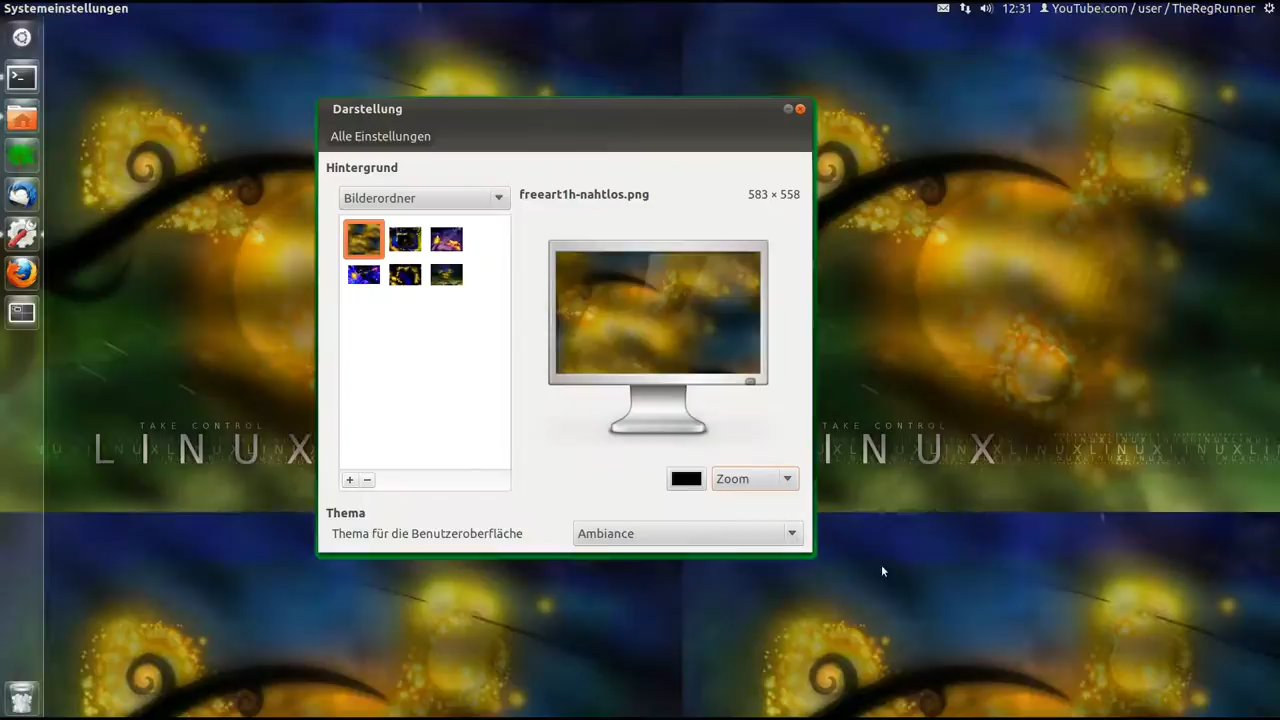 Systemeinstellungen
12:31 YouTube.com / user / TheRegRunner
Darstellung
Alle Einstellungen
Hintergrund
Bilderordner
freeart1h-nahtlos.png 583 × 558
Zoom
Thema
Thema für die Benutzeroberfläche Ambiance
TAKE CONTROL
LINUX
TAKE CONTROL
INUX